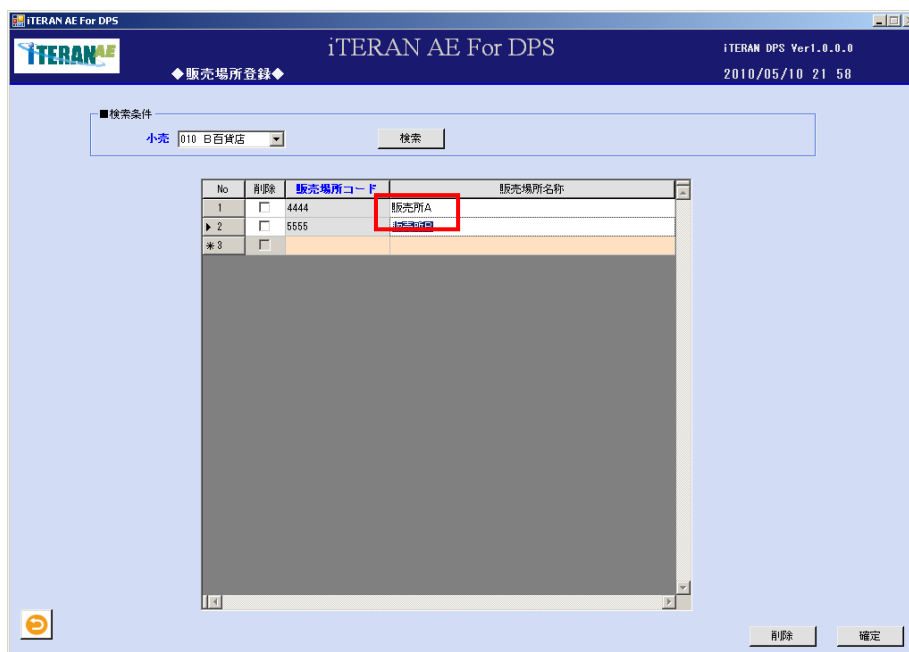 iTERAN AE For DPS
iTERAN AE
iTERAN AE For DPS
iTERAN DPS Ver1.0.0.0
◆販売場所登録◆
2010/05/10 21 58
■検索条件
小売 010 B百貨店 検索
No 削除 販売場所コード 販売場所名称
1 4444 販売所A
2 5555
*3
削除 確定